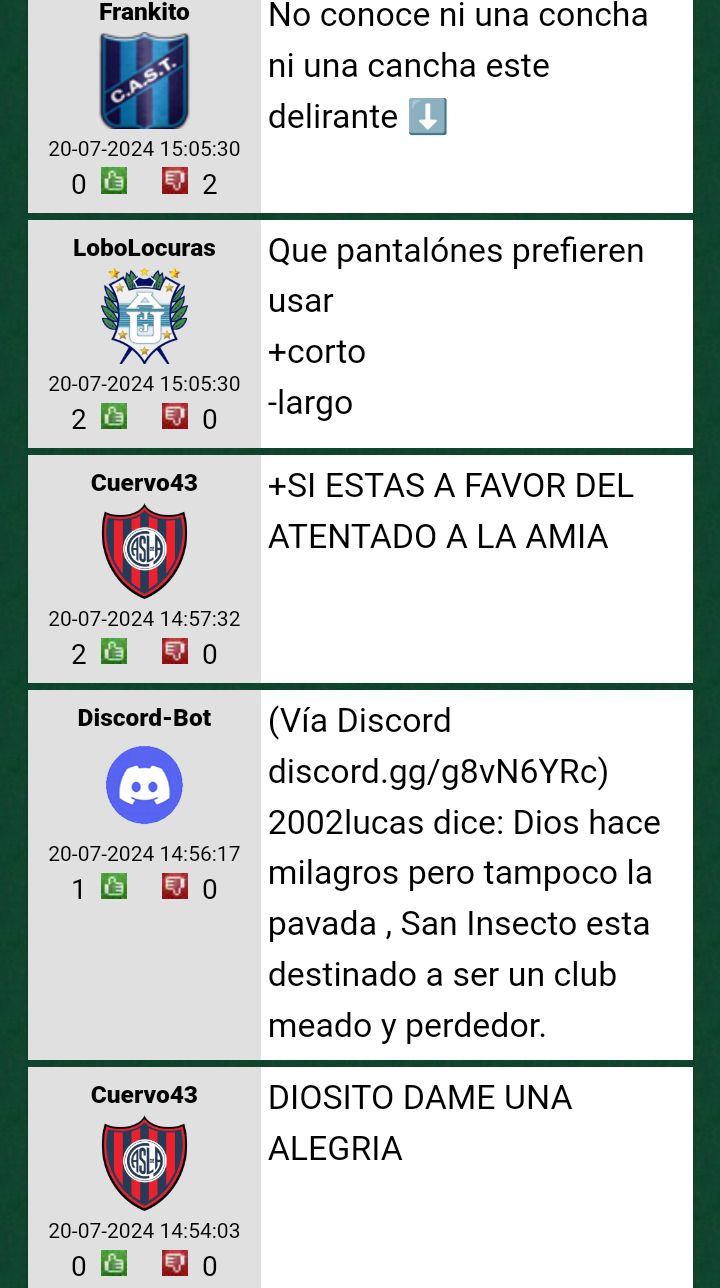 Frankito
No conoce ni una concha
ni una cancha este
delirante ⬇️
C.A.S.T.
20-07-2024 15:05:30
0 2
LoboLocuras
Que pantalónes prefieren
usar
+corto
-largo
20-07-2024 15:05:30
2 0
Cuervo43
+SI ESTAS A FAVOR DEL
ATENTADO A LA AMIA
CASLA
20-07-2024 14:57:32
2 0
Discord-Bot
(Vía Discord
discord.gg/g8vN6YRc)
2002lucas dice: Dios hace
milagros pero tampoco la
pavada , San Insecto esta
destinado a ser un club
meado y perdedor.
20-07-2024 14:56:17
1 0
Cuervo43
DIOSITO DAME UNA
ALEGRIA
CASLA
20-07-2024 14:54:03
0 0